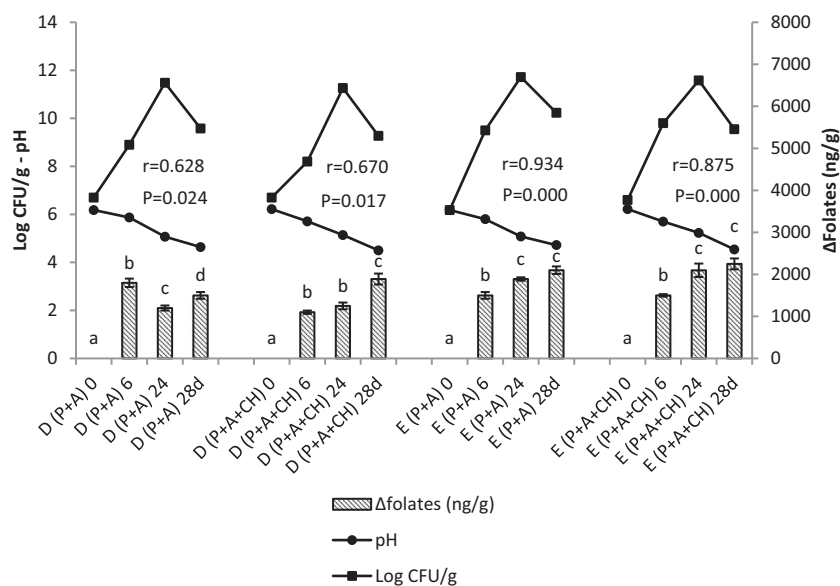 14
12
10
8
6
4
2
0
Log CFU/g - pH
8000
7000
6000
5000
4000
3000
2000
1000
0
ΔFolates (ng/g)
r=0.628
P=0.024
r=0.670
P=0.017
r=0.934
P=0.000
r=0.875
P=0.000
a
b
c
d
a
b
b
c
a
b
c
c
a
b
c
c
D (P+A) 0
D (P+A) 6
D (P+A) 24
D (P+A) 28d
D (P+A+CH) 0
D (P+A+CH) 6
D (P+A+CH) 24
D (P+A+CH) 28d
E (P+A) 0
E (P+A) 6
E (P+A) 24
E (P+A) 28d
E (P+A+CH) 0
E (P+A+CH) 6
E (P+A+CH) 24
E (P+A+CH) 28d
Δfolates (ng/g)
pH
Log CFU/g